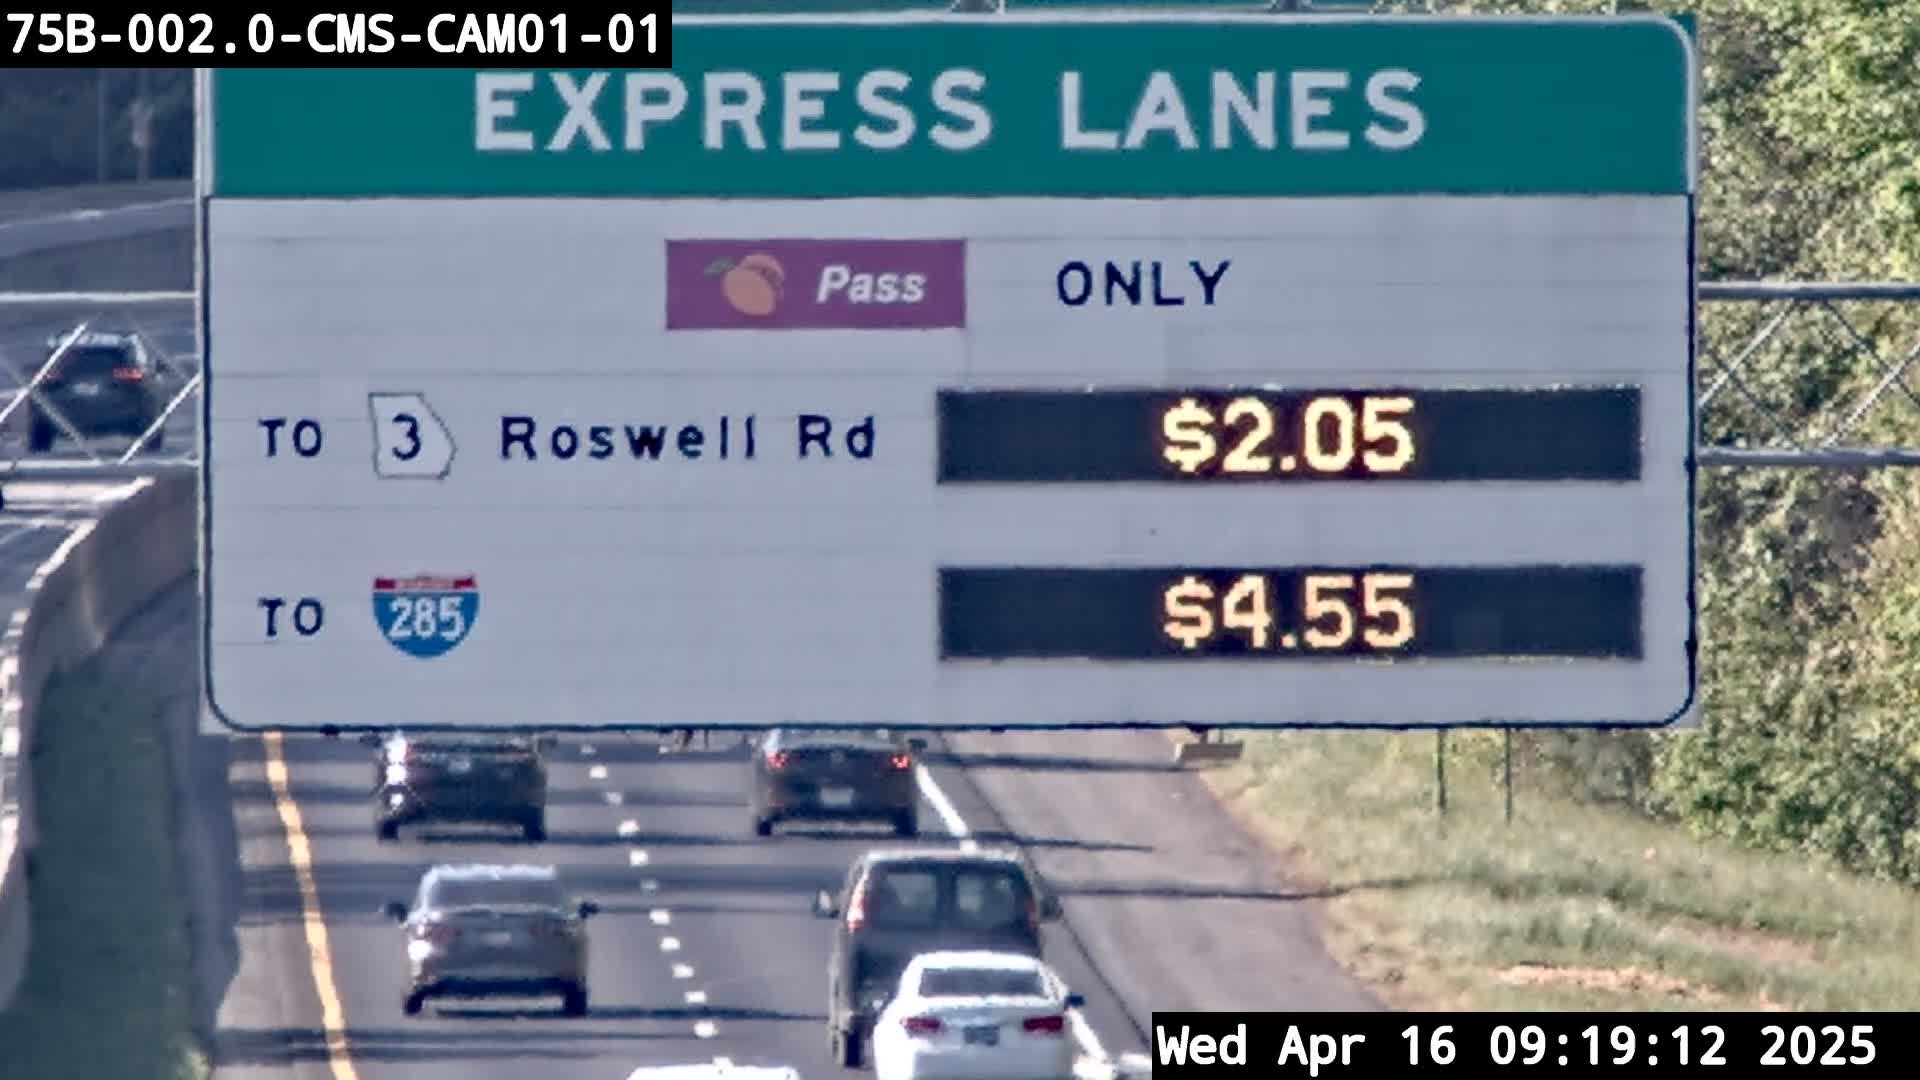 75B-002.0-CMS-CAM01-01
EXPRESS LANES
Pass ONLY
TO 3 Roswell Rd $2.05
TO 285 $4.55
Wed Apr 16 09:19:12 2025